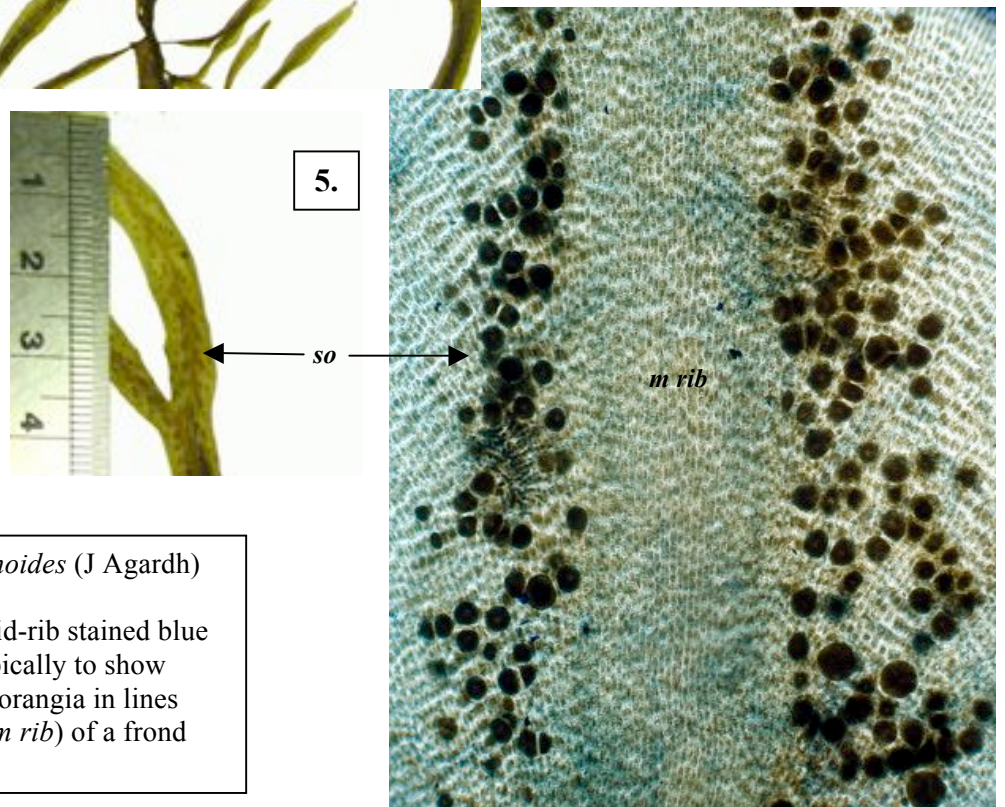 5.
1
2
3
4
so
m rib
noides (J Agardh)
id-rib stained blue
pically to show
orangia in lines
m rib) of a frond